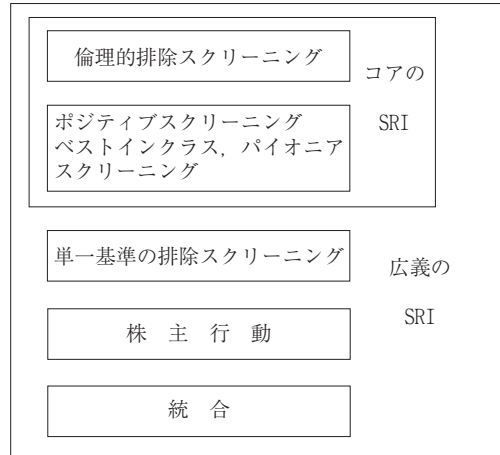 倫理的排除スクリーニング
コアの
SRI
ポジティブスクリーニング
ベストインクラス，パイオニア
スクリーニング
単一基準の排除スクリーニング
広義の
SRI
株 主 行 動
統 合